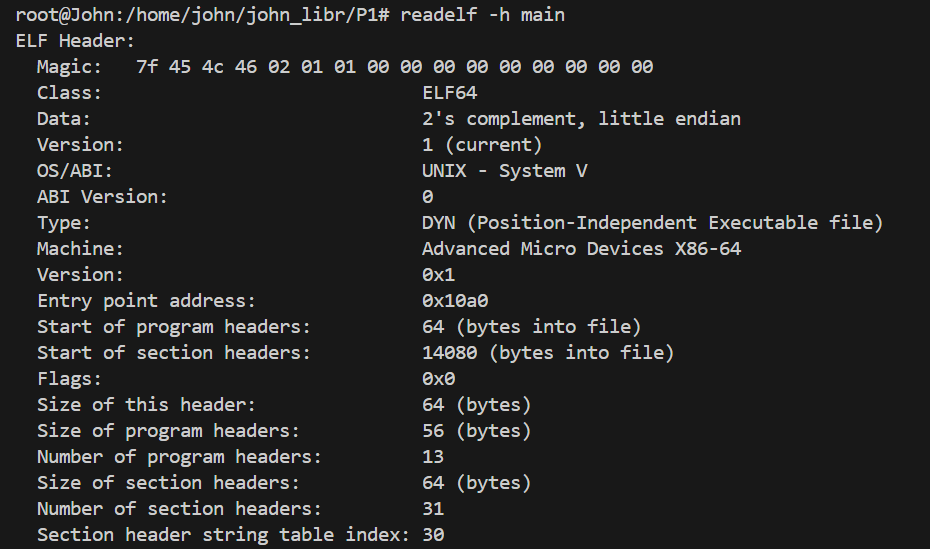 root@John:/home/john/john_libr/P1# readelf -h main
ELF Header:
  Magic:   7f 45 4c 46 02 01 01 00 00 00 00 00 00 00 00 00
  Class:                             ELF64
  Data:                              2's complement, little endian
  Version:                           1 (current)
  OS/ABI:                            UNIX - System V
  ABI Version:                       0
  Type:                              DYN (Position-Independent Executable file)
  Machine:                           Advanced Micro Devices X86-64
  Version:                           0x1
  Entry point address:               0x10a0
  Start of program headers:          64 (bytes into file)
  Start of section headers:          14080 (bytes into file)
  Flags:                             0x0
  Size of this header:               64 (bytes)
  Size of program headers:           56 (bytes)
  Number of program headers:         13
  Size of section headers:           64 (bytes)
  Number of section headers:         31
  Section header string table index: 30